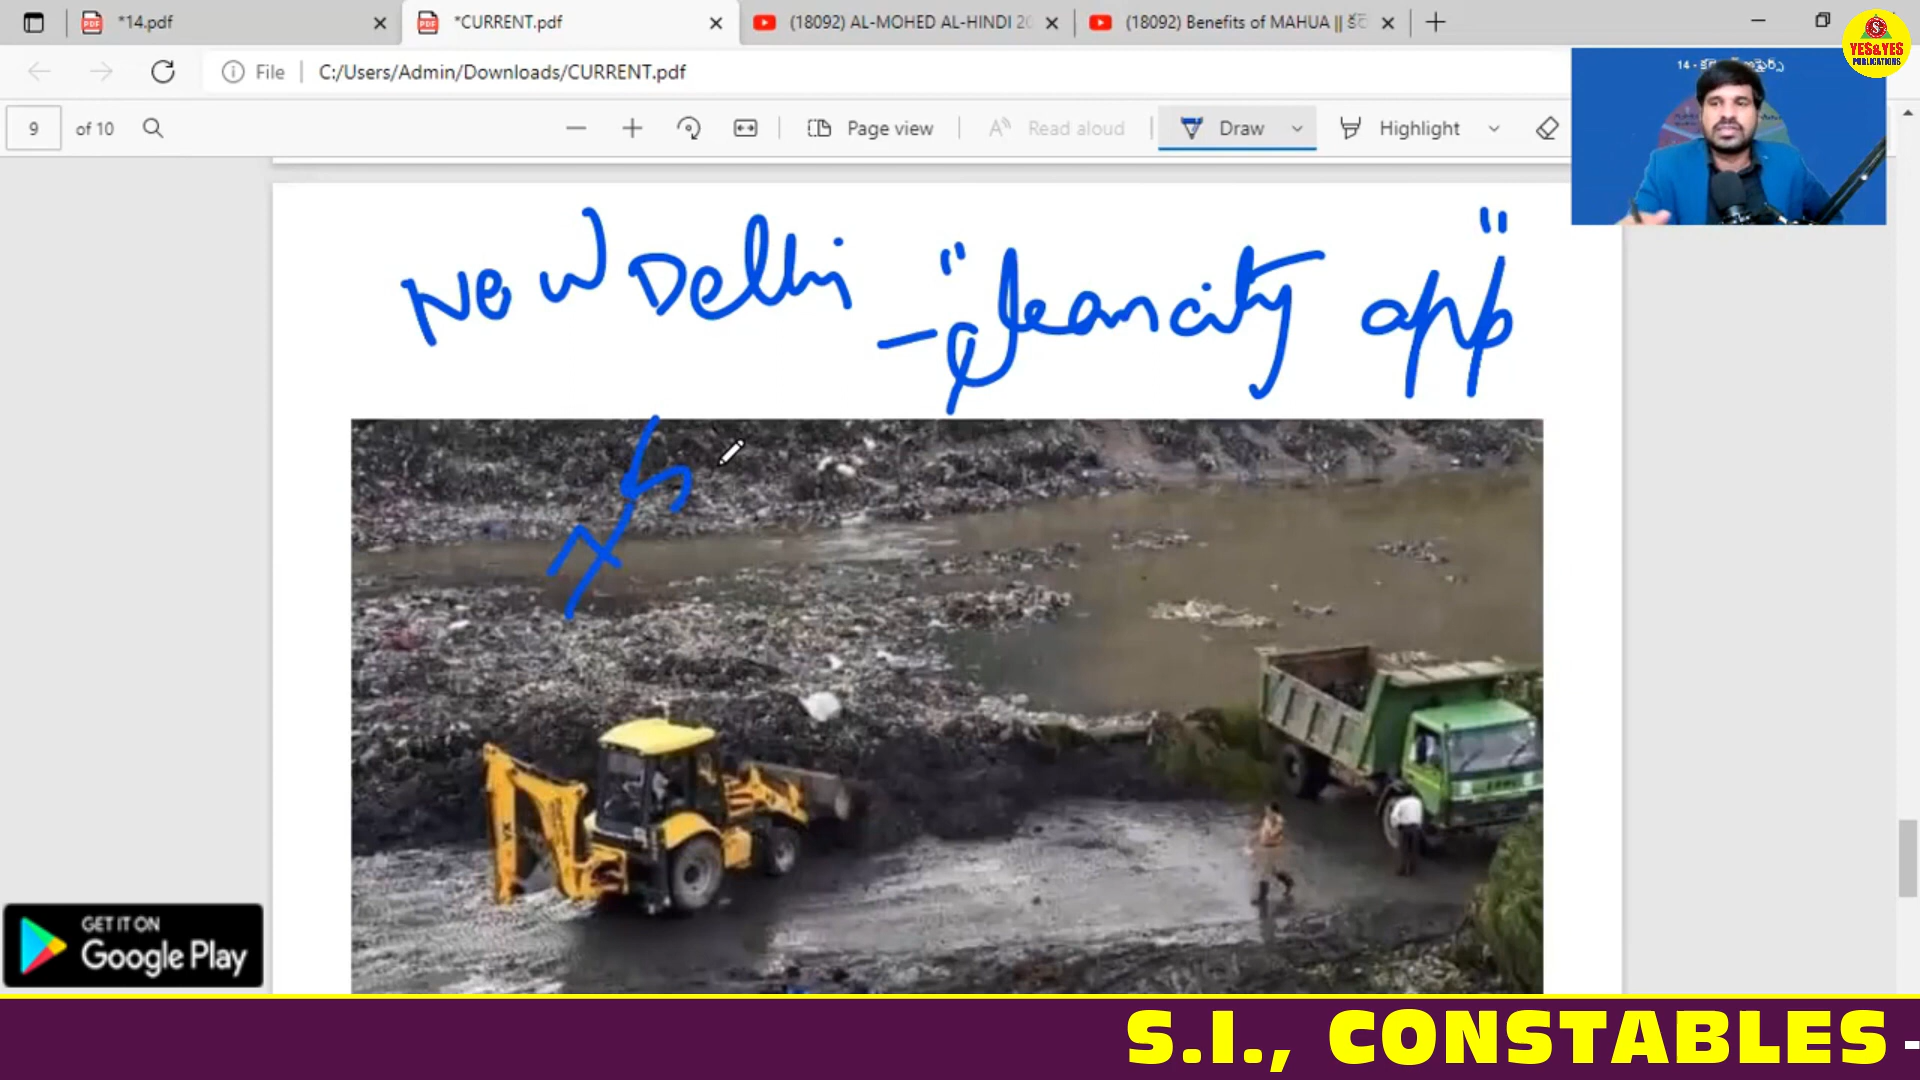 *14.pdf
*CURRENT.pdf
(18092) AL-MOHED AL-HINDI 20
(18092) Benefits of MAHUA ||
File
C:/Users/Admin/Downloads/CURRENT.pdf
YES&YES
PUBLICATIONS
9 of 10
Page view
Read aloud
Draw
Highlight
New Delhi - "cleancity app"
GET IT ON
Google Play
S.I., CONSTABLES -